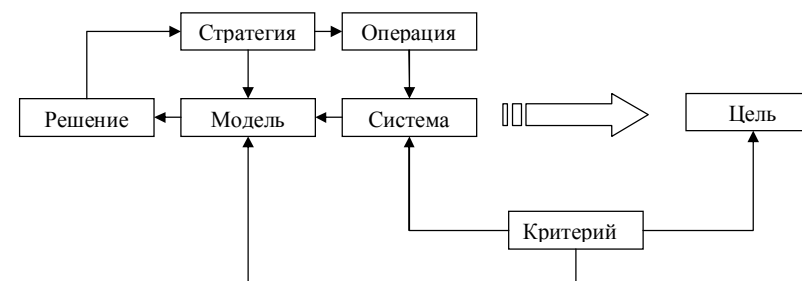 Стратегия
Операция
Решение
Модель
Система
Цель
Критерий